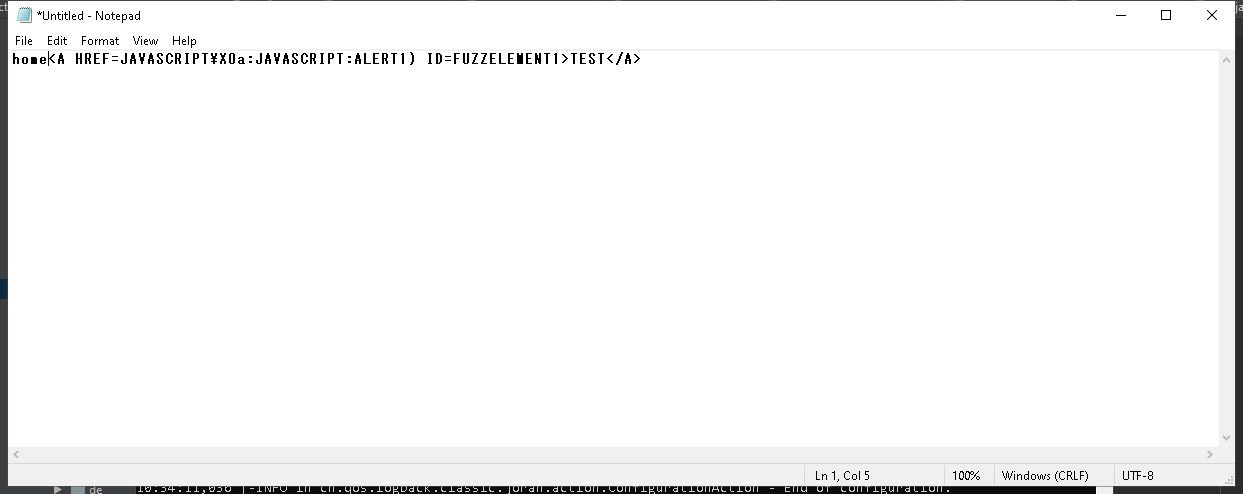 *Untitled - Notepad
File Edit Format View Help
home<A HREF=JAVASCRIPT¥X0a:JAVASCRIPT:ALERT1) ID=FUZZELEMENT1>TEST</A>
Ln 1, Col 5 100% Windows (CRLF) UTF-8
de 10:54:11,056 |-INFO in ch.qos.logback.classic.joran.action.ConfigurationAction - End of configuration.